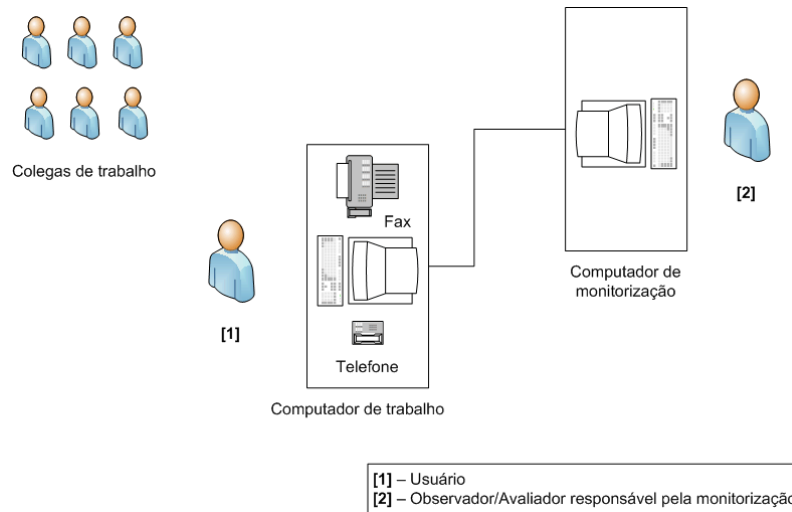 Colegas de trabalho
Fax
[1]
Telefone
Computador de trabalho
[2]
Computador de
monitorização
[1] – Usuário
[2] – Observador/Avaliador responsável pela monitorização